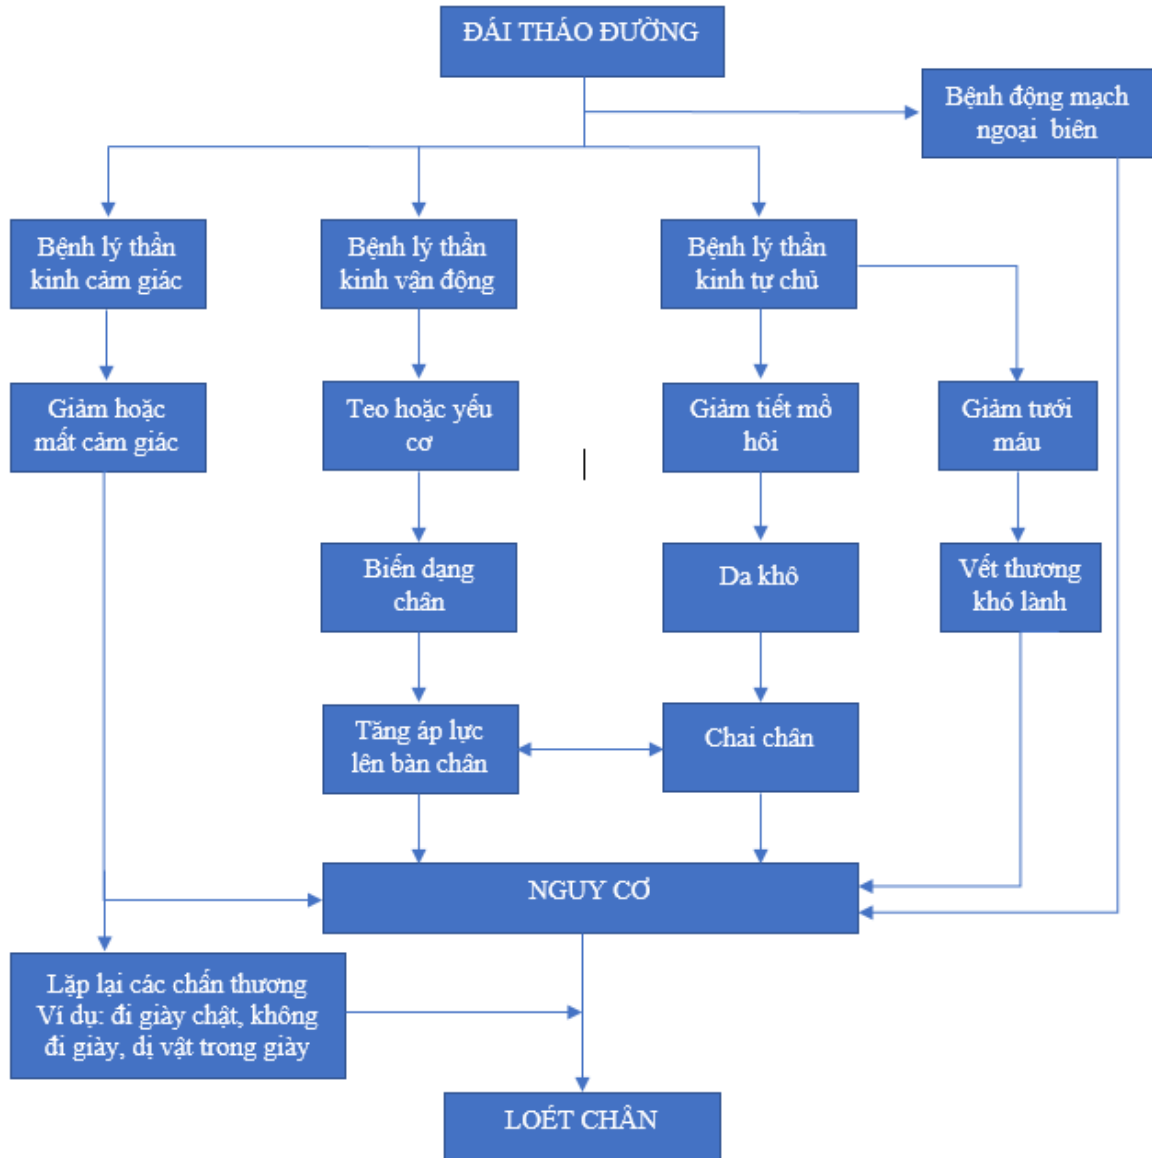 ĐÁI THÁO ĐƯỜNG
Bệnh động mạch
ngoại biên
Bệnh lý thần
kinh cảm giác
Bệnh lý thần
kinh vận động
Bệnh lý thần
kinh tự chủ
Giảm hoặc
mất cảm giác
Teo hoặc yếu
cơ
Giảm tiết mồ
hôi
Giảm tưới
máu
Biến dạng
chân
Da khô
Vết thương
khó lành
Tăng áp lực
lên bàn chân
Chai chân
NGUY CƠ
Lặp lại các chấn thương
Ví dụ: đi giày chật, không
đi giày, dị vật trong giày
LOÉT CHÂN